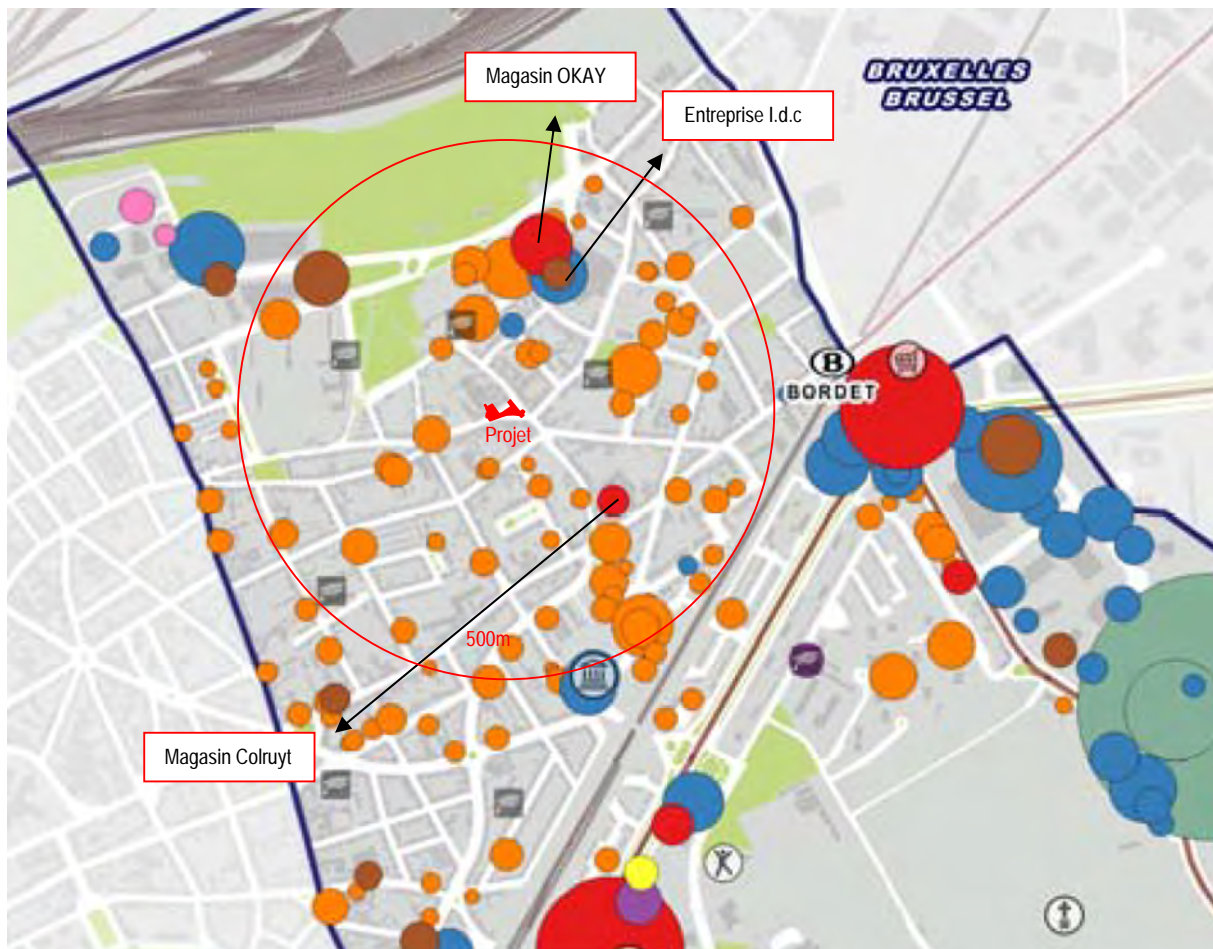 Magasin OKAY
BRUXELLES
BRUSSEL
Entreprise I.d.c
B
BORDET
Projet
500m
Magasin Colruyt